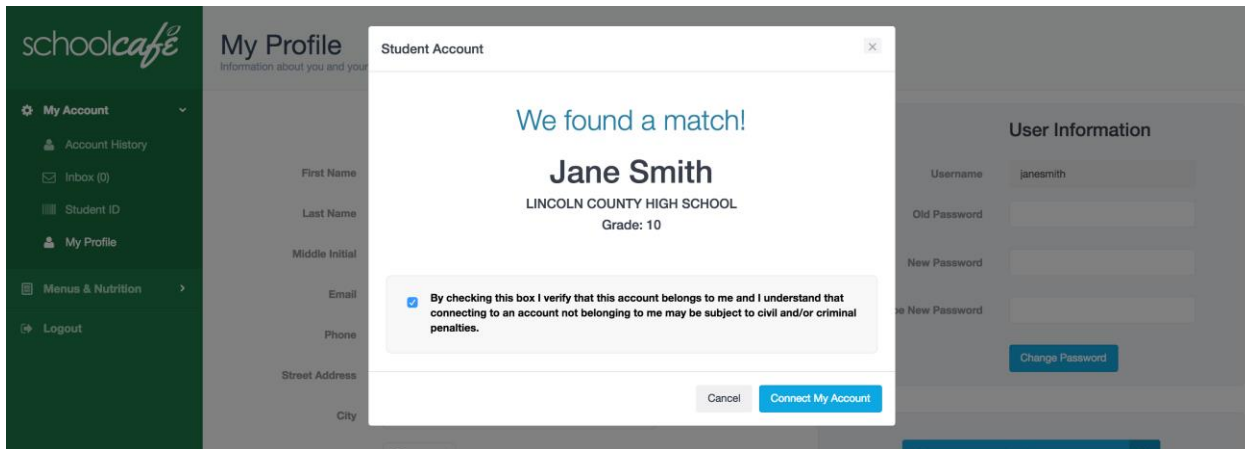 schoolcafé
My Account
Account History
Inbox (0)
Student ID
My Profile
Menus & Nutrition
Logout
My Profile
Information about you and your
First Name
Last Name
Middle Initial
Email
Phone
Street Address
City
Student Account
We found a match!
Jane Smith
LINCOLN COUNTY HIGH SCHOOL
Grade: 10
By checking this box I verify that this account belongs to me and I understand that
connecting to an account not belonging to me may be subject to civil and/or criminal
penalties.
Cancel
Connect My Account
User Information
Username
janesmith
Old Password
New Password
New Password
Change Password